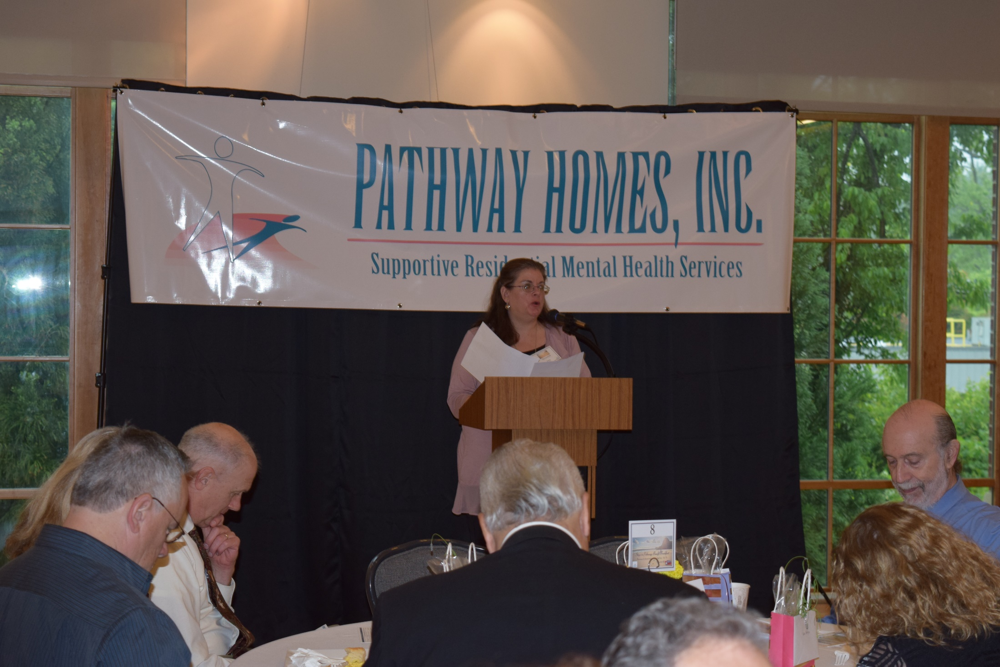 PATHWAY HOMES, INC.
Supportive Residential Mental Health Services
8